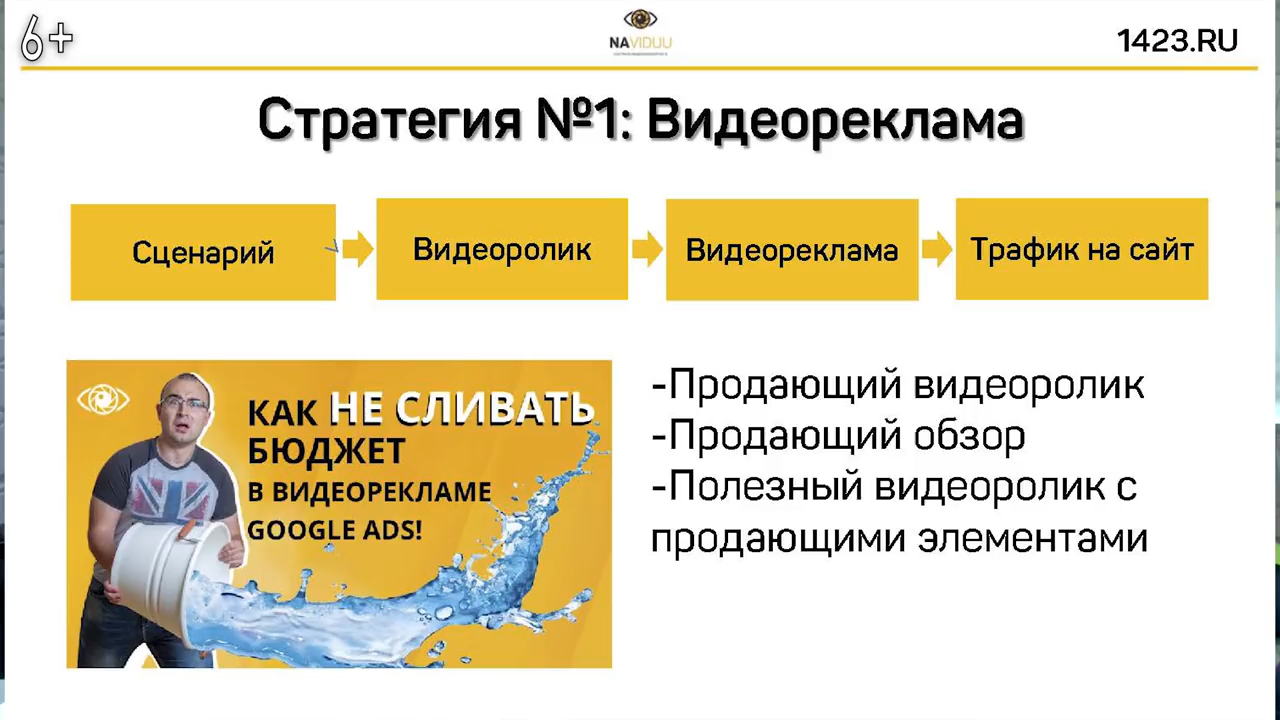 6+
NAVIDUU
1423.RU
Стратегия №1: Видеореклама
Сценарий
Видеоролик
Видеореклама
Трафик на сайт
КАК НЕ СЛИВАТЬ
БЮДЖЕТ
В ВИДЕОРЕКЛАМЕ
GOOGLE ADS!
-Продающий видеоролик
-Продающий обзор
-Полезный видеоролик с
продающими элементами